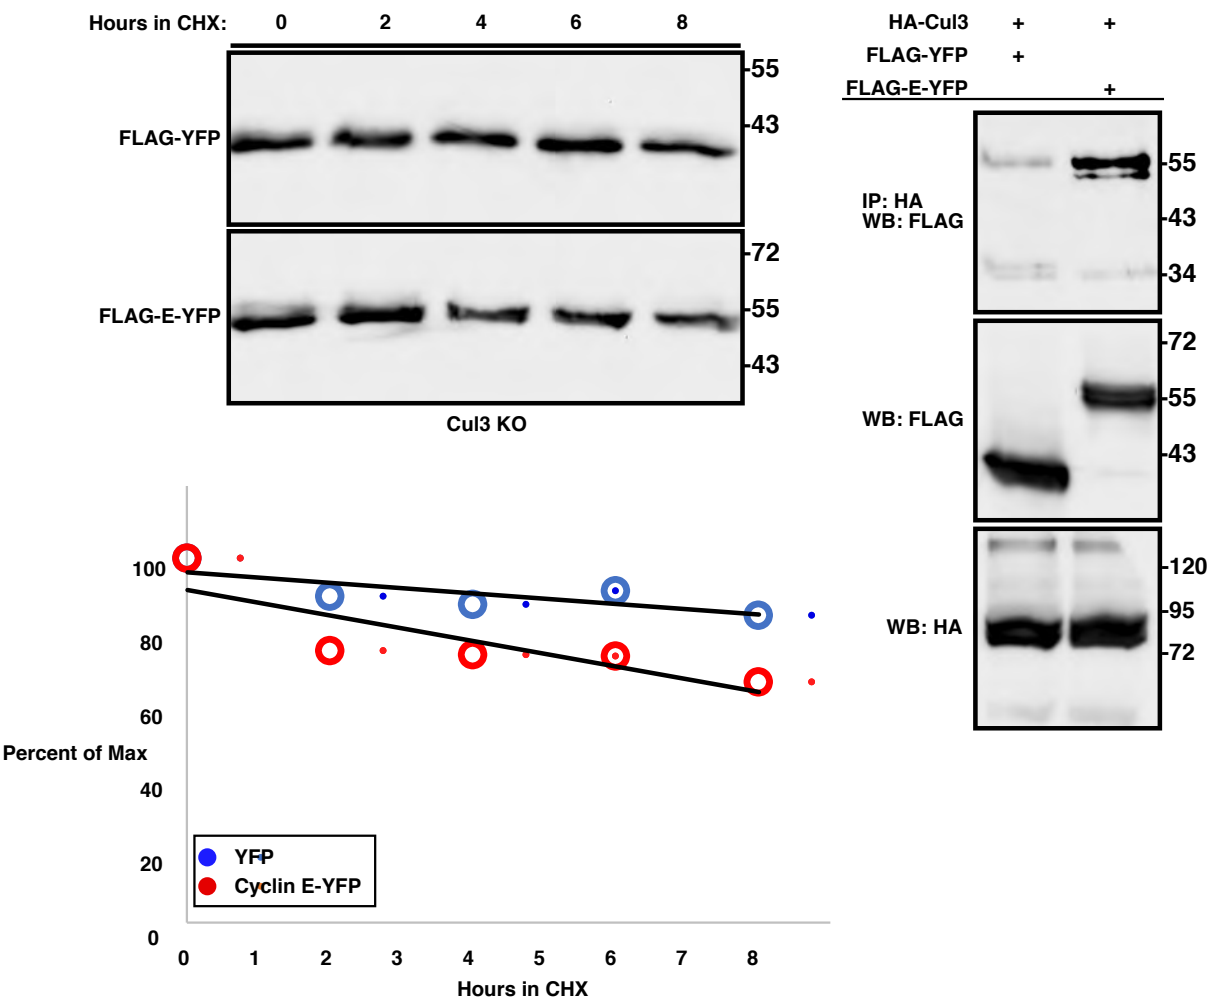 Hours in CHX: 0 2 4 6 8
FLAG-YFP
-55
-43
FLAG-E-YFP
-72
-55
-43
Cul3 KO
HA-Cul3 + +
FLAG-YFP +
FLAG-E-YFP +
IP: HA
WB: FLAG
-55
-43
-34
WB: FLAG
-72
-55
-43
WB: HA
-120
-95
-72
100
80
60
Percent of Max
40
20
0
YFP
Cyclin E-YFP
0 1 2 3 4 5 6 7 8
Hours in CHX